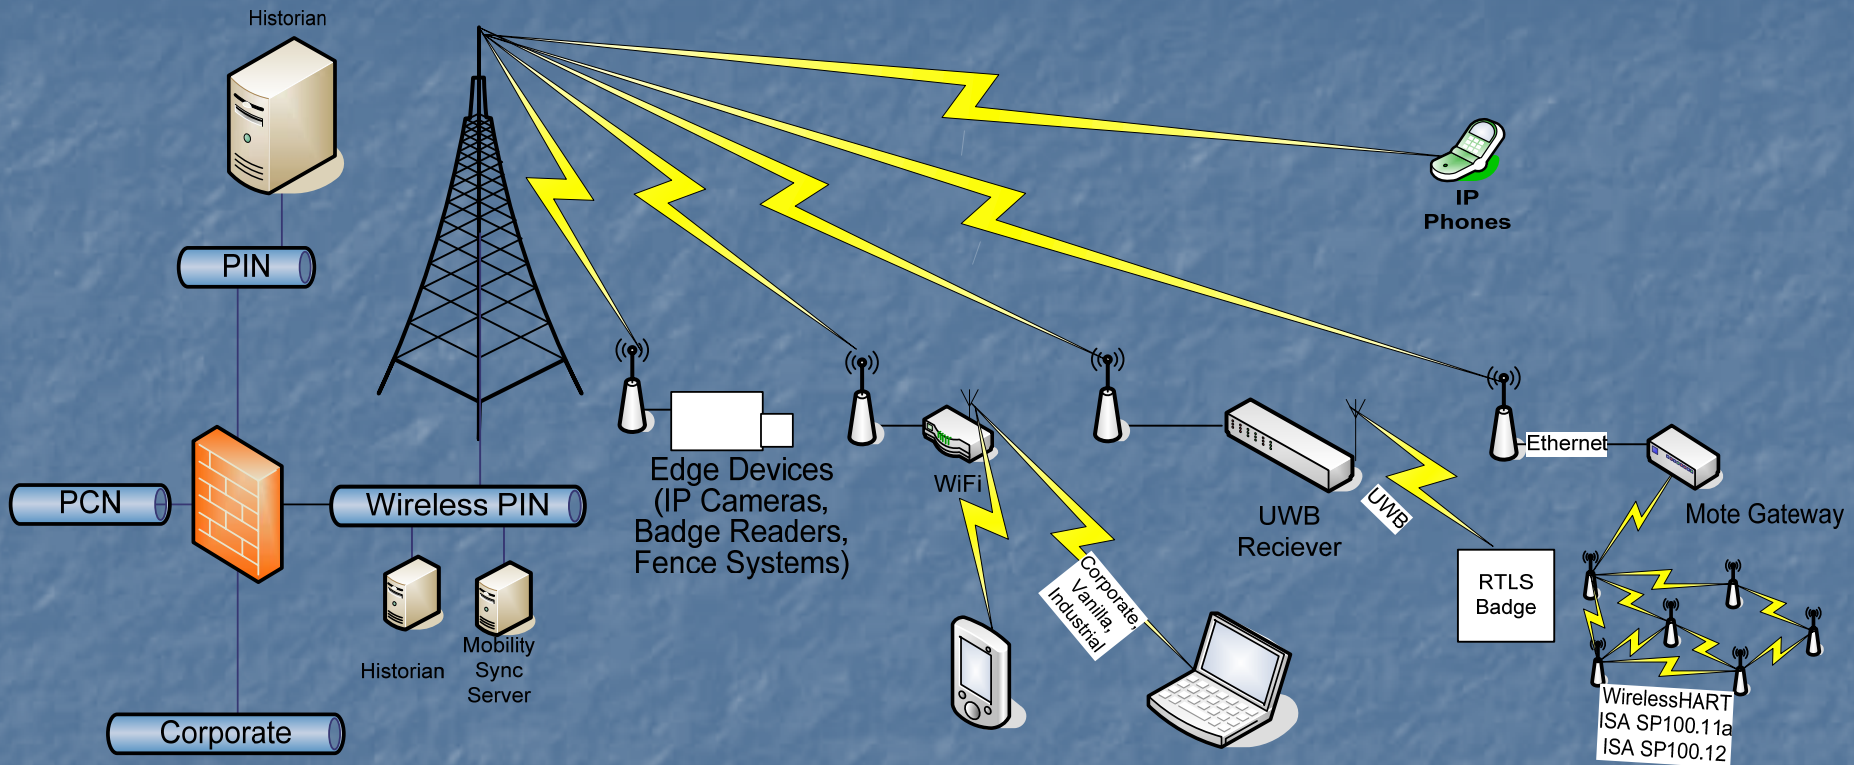 Historian
PIN
IP
Phones
PCN
Wireless PIN
Historian
Mobility
Sync
Server
Corporate
Edge Devices
(IP Cameras,
Badge Readers,
Fence Systems)
WiFi
Corporate,
Vanilla,
Industrial
UWB
Reciever
UWB
RTLS
Badge
Ethernet
Mote Gateway
WirelessHART
ISA SP100.11a
ISA SP100.12